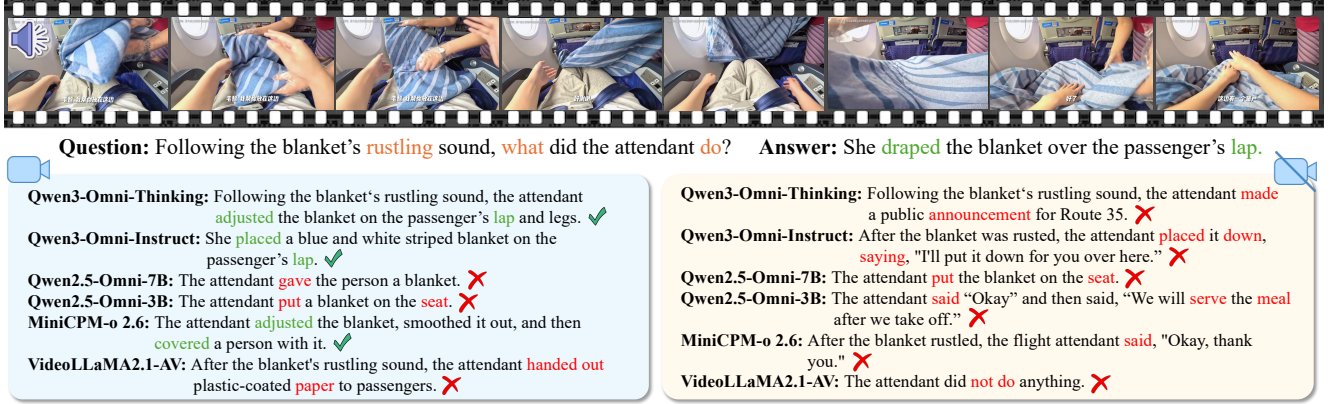 好了
Question: Following the blanket's rustling sound, what did the attendant do? Answer: She draped the blanket over the passenger's lap.
Qwen3-Omni-Thinking: Following the blanket‘s rustling sound, the attendant
adjusted the blanket on the passenger's lap and legs.
Qwen3-Omni-Instruct: She placed a blue and white striped blanket on the
passenger's lap.
Qwen2.5-Omni-7B: The attendant gave the person a blanket.
Qwen2.5-Omni-3B: The attendant put a blanket on the seat.
MiniCPM-o 2.6: The attendant adjusted the blanket, smoothed it out, and then
covered a person with it.
VideoLLaMA2.1-AV: After the blanket's rustling sound, the attendant handed out
plastic-coated paper to passengers.
Qwen3-Omni-Thinking: Following the blanket‘s rustling sound, the attendant made
a public announcement for Route 35.
Qwen3-Omni-Instruct: After the blanket was rusted, the attendant placed it down,
saying, "I'll put it down for you over here.”
Qwen2.5-Omni-7B: The attendant put the blanket on the seat.
Qwen2.5-Omni-3B: The attendant said “Okay” and then said, “We will serve the meal
after we take off.”
MiniCPM-o 2.6: After the blanket rustled, the flight attendant said, "Okay, thank
you."
VideoLLaMA2.1-AV: The attendant did not do anything.